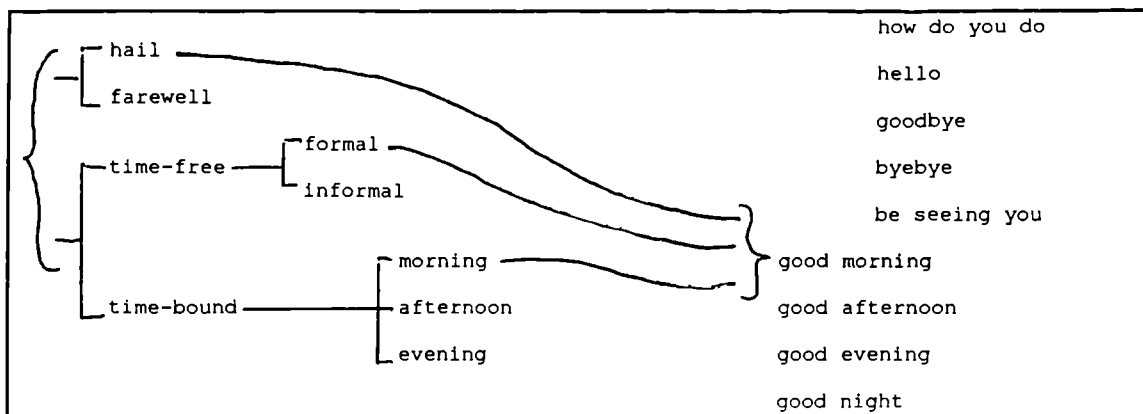 how do you do
hail
hello
farewell
goodbye
formal
time-free
byebye
informal
be seeing you
morning
good morning
time-bound
afternoon
good afternoon
evening
good evening
good night